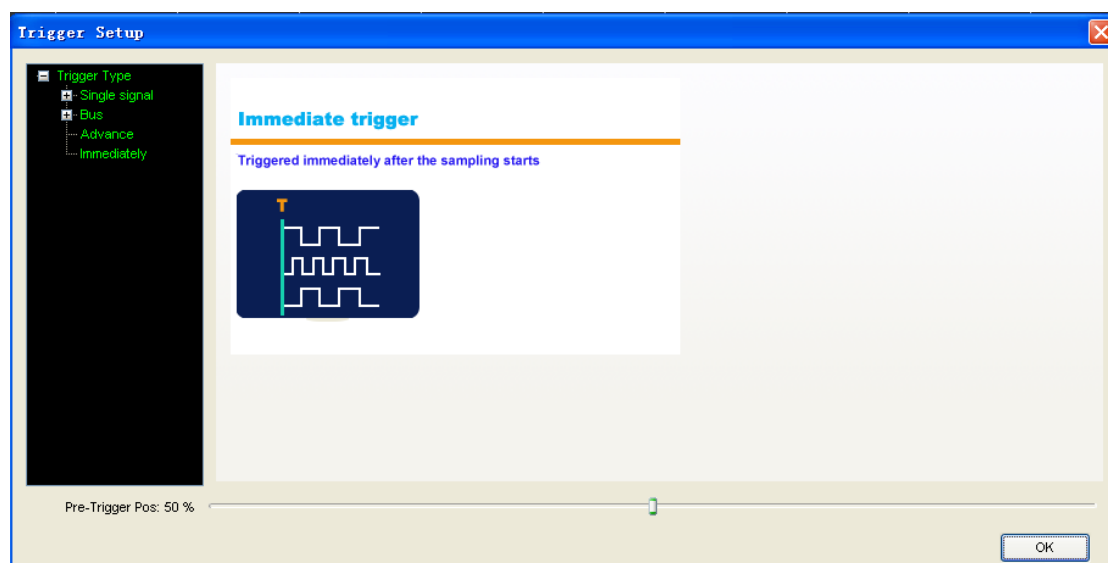 Trigger Setup
Trigger Type
Single signal
Bus
Advance
Immediately
Immediate trigger
Triggered immediately after the sampling starts
T
Pre-Trigger Pos: 50 %
OK